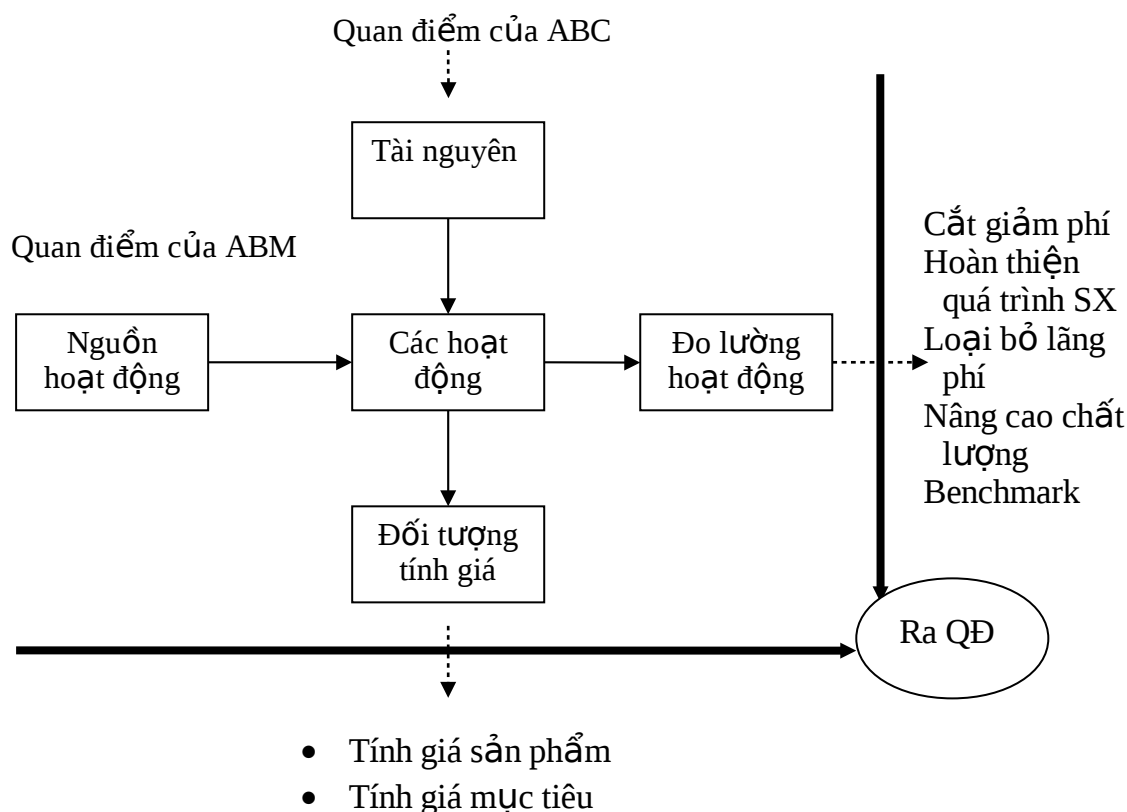 Quan điểm của ABC
Tài nguyên
Quan điểm của ABM
Nguồn
hoạt động
Các hoạt
động
Đo lường
hoạt động
Cắt giảm phí
Hoàn thiện
quá trình SX
Loại bỏ lãng
phí
Nâng cao chất
lượng
Benchmark
Đối tượng
tính giá
Ra QĐ
• Tính giá sản phẩm
• Tính giá mục tiêu